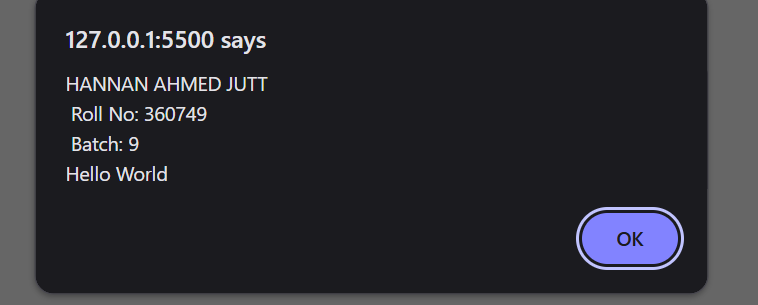 127.0.0.1:5500 says
HANNAN AHMED JUTT
Roll No: 360749
Batch: 9
Hello World
OK